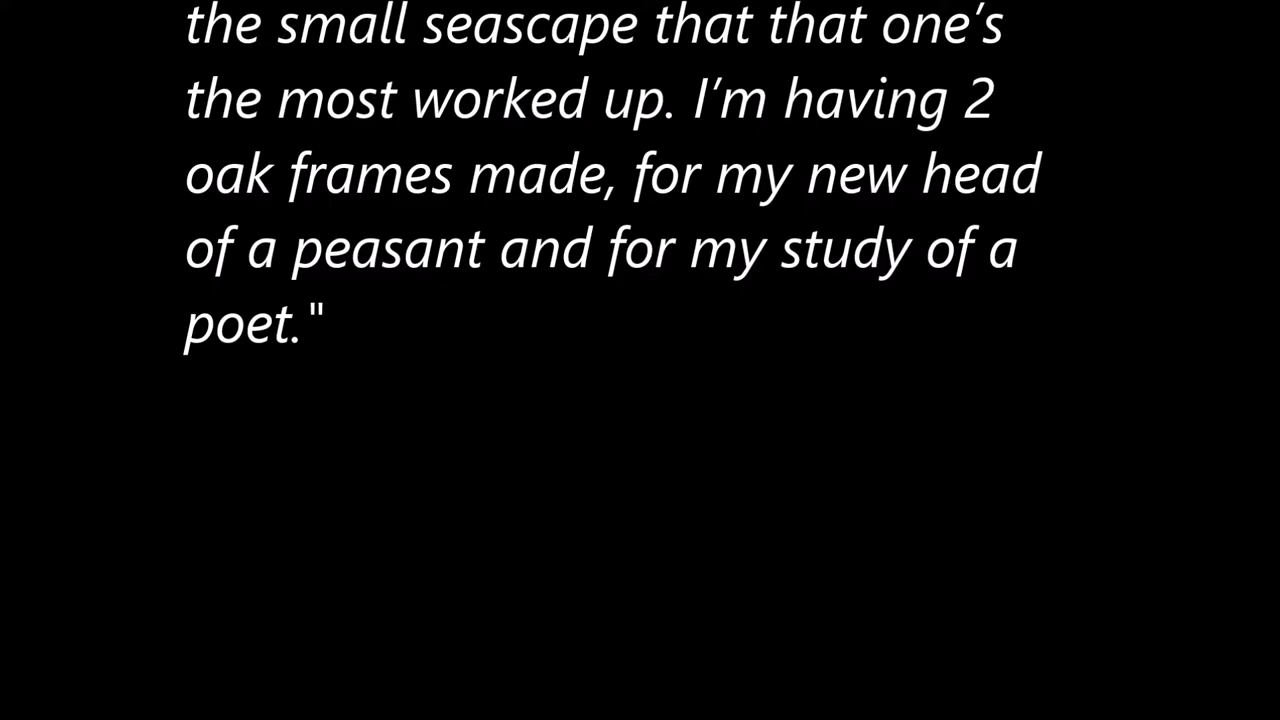 the small seascape that that one’s
the most worked up. I’m having 2
oak frames made, for my new head
of a peasant and for my study of a
poet."